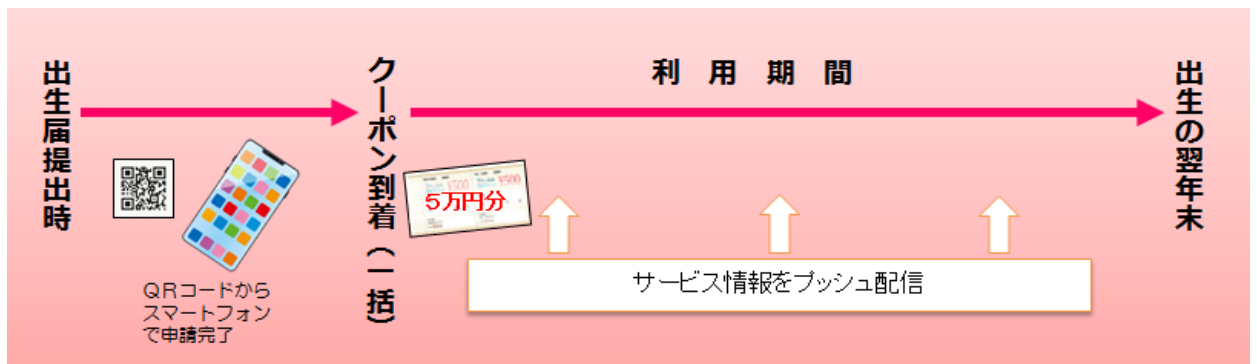 出生届提出時
QRコードから
スマートフォン
で申請完了
クーポン到着(一括)
利用期間
¥500
¥500
5万円分
サービス情報をプッシュ配信
出生の翌年末